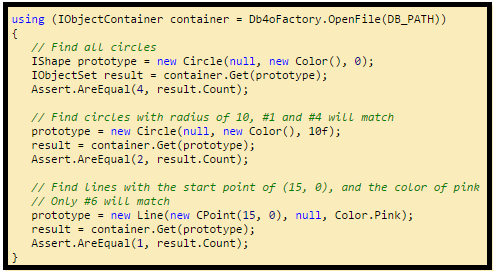 using (IObjectContainer container = Db4oFactory.OpenFile(DB_PATH))
{
    // Find all circles
    IShape prototype = new Circle(null, new Color(), 0);
    IObjectSet result = container.Get(prototype);
    Assert.AreEqual(4, result.Count);

    // Find circles with radius of 10, #1 and #4 will match
    prototype = new Circle(null, new Color(), 10f);
    result = container.Get(prototype);
    Assert.AreEqual(2, result.Count);

    // Find lines with the start point of (15, 0), and the color of pink
    // Only #6 will match
    prototype = new Line(new CPoint(15, 0), null, Color.Pink);
    result = container.Get(prototype);
    Assert.AreEqual(1, result.Count);
}